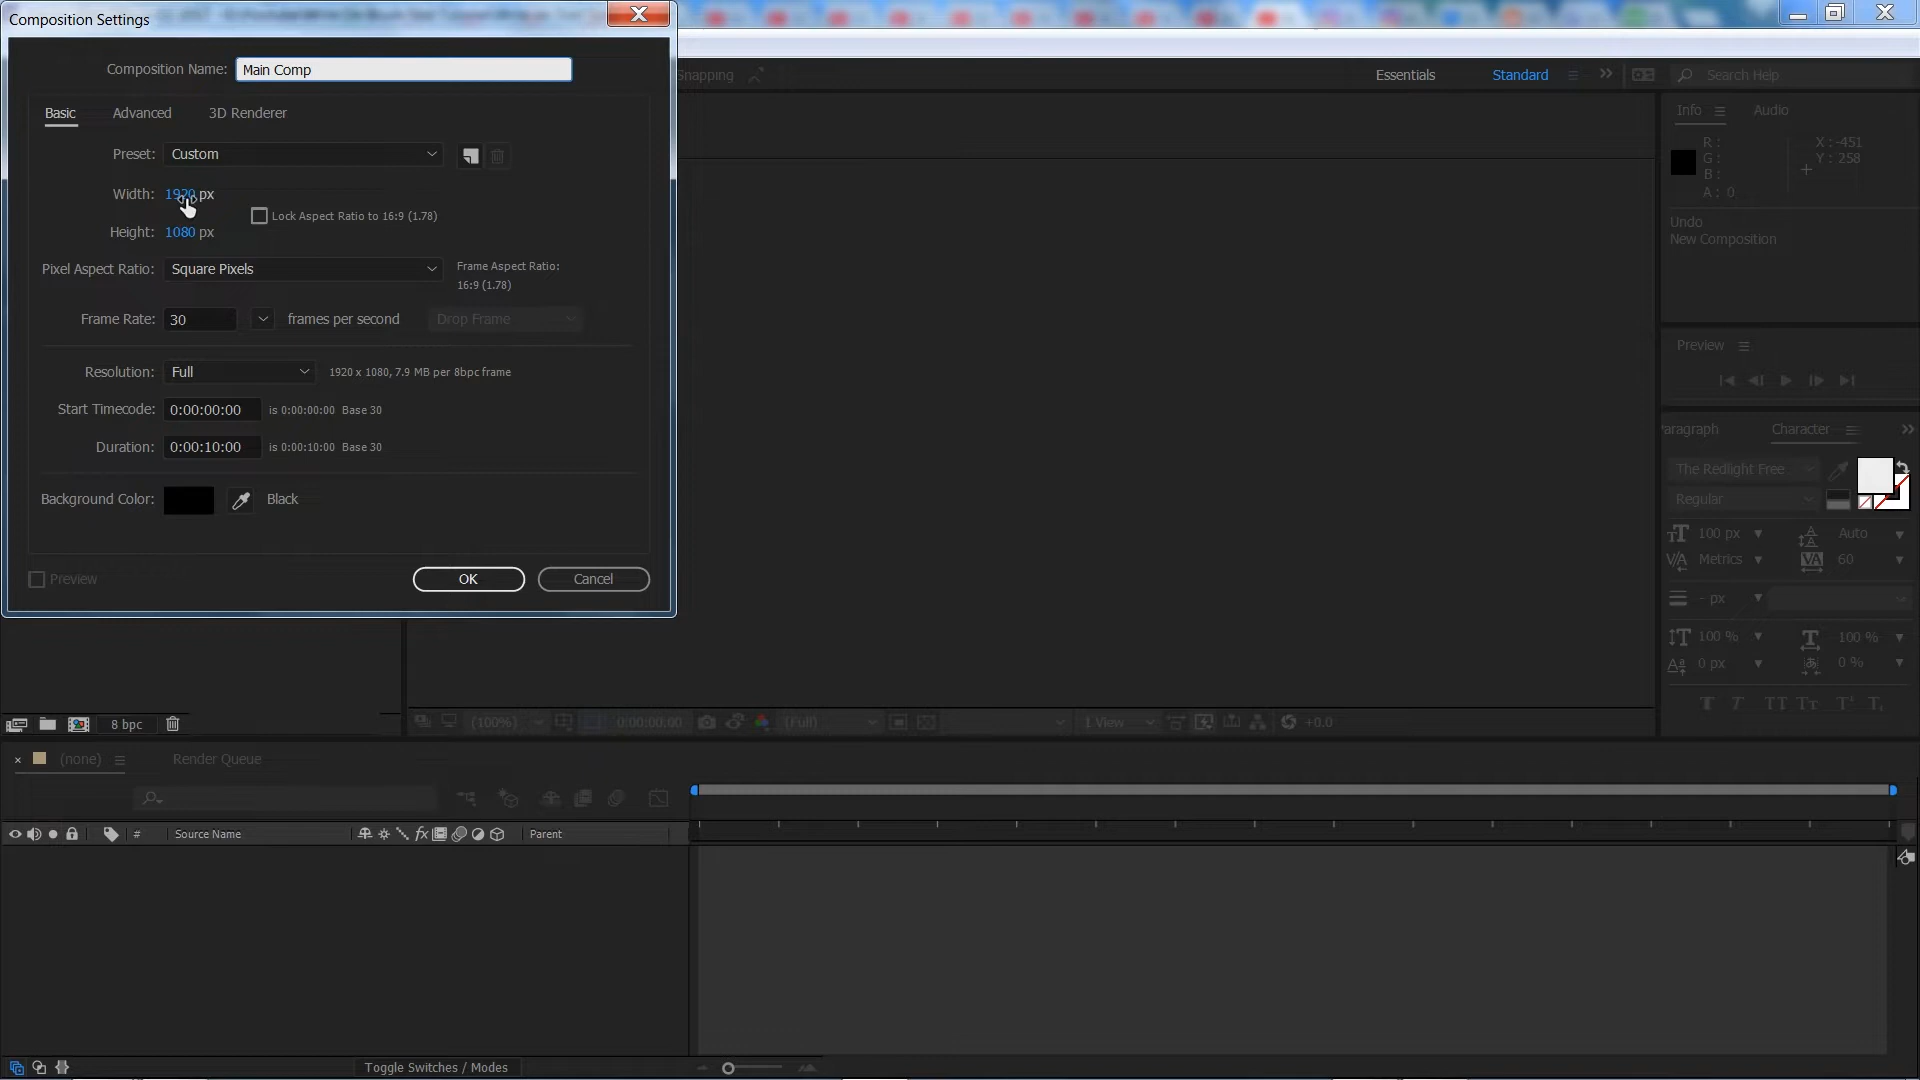 Composition Settings
Composition Name: Main Comp
Basic Advanced 3D Renderer
Preset: Custom
Width: 1920 px
Lock Aspect Ratio to 16:9 (1.78)
Height: 1080 px
Pixel Aspect Ratio: Square Pixels
Frame Aspect Ratio:
16:9 (1.78)
Frame Rate: 30 frames per second Drop Frame
Resolution: Full 1920 x 1080, 7.9 MB per 8bpc frame
Start Timecode: 0:00:00:00 is 0:00:00:00 Base 30
Duration: 0:00:10:00 is 0:00:10:00 Base 30
Background Color: Black
Preview OK Cancel
Snapping Essentials Standard Search Help
Info Audio
R :
G :
B :
A : 0
X : -451
Y : 258
Undo
New Composition
Preview
aragraph Character
The Redlight Free
Regular
100 px Auto
Metrics 60
- px
100 % 100 %
0 px 0 %
T T TT Tт T¹ T₁
8 bpc
(100%) 0:00:00:00 (Full) 1 View +0.0
(none) Render Queue
# Source Name fx Parent
Toggle Switches / Modes